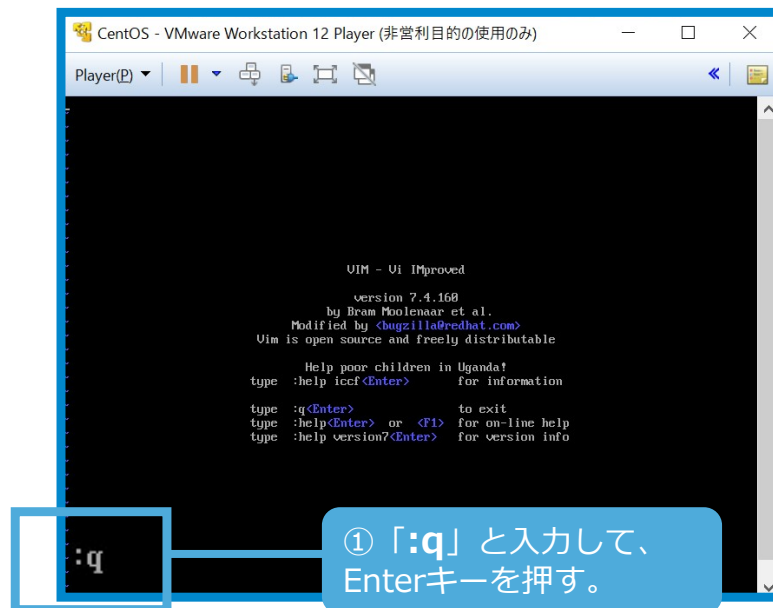 CentOS - VMware Workstation 12 Player (非営利目的の使用のみ)
Player(P)
VIM - Vi IMproved
version 7.4.160
by Bram Moolenaar et al.
Modified by <bugzilla@redhat.com>
Vim is open source and freely distributable
Help poor children in Uganda!
type :help iccf<Enter> for information
type :q<Enter> to exit
type :help<Enter> or <F1> for on-line help
type :help version7<Enter> for version info
:q
①「:q」と入力して、
Enterキーを押す。